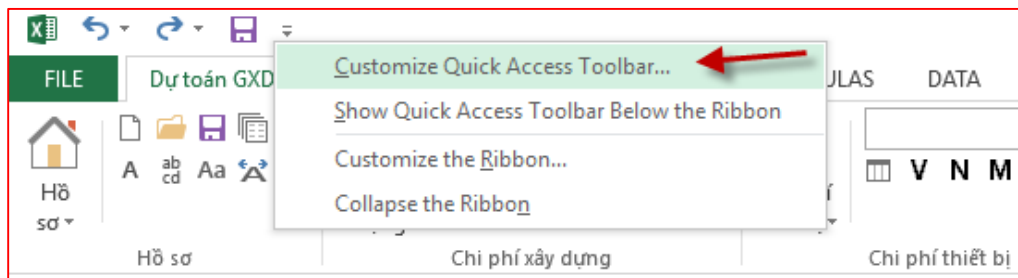 FILE
Dự toán GXD
ULAS
DATA
Customize Quick Access Toolbar...
Show Quick Access Toolbar Below the Ribbon
Customize the Ribbon...
Collapse the Ribbon
A ab cd Aa
V N M
Hồ
sơ
Hồ sơ
Chi phí xây dựng
Chi phí thiết bị